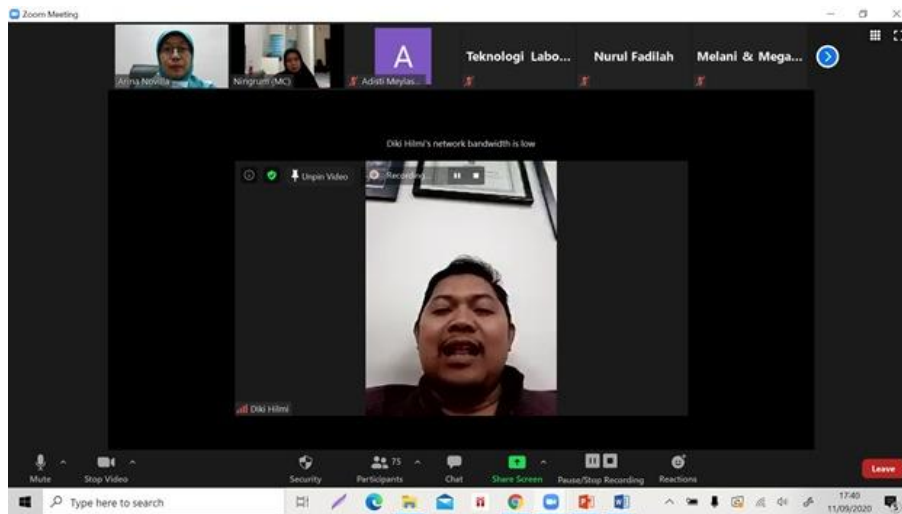 Zoom Meeting
Arina Novilla
Ningrum (MC)
A
Adisti Meylas...
Teknologi Labo...
Nurul Fadilah
Melani & Mega...
Diki Hilmi's network bandwidth is low
Unpin Video
Recording...
Diki Hilmi
Mute
Stop Video
Security
75
Participants
Chat
Share Screen
Pause/Stop Recording
Reactions
Leave
Type here to search
17:40
11/09/2020